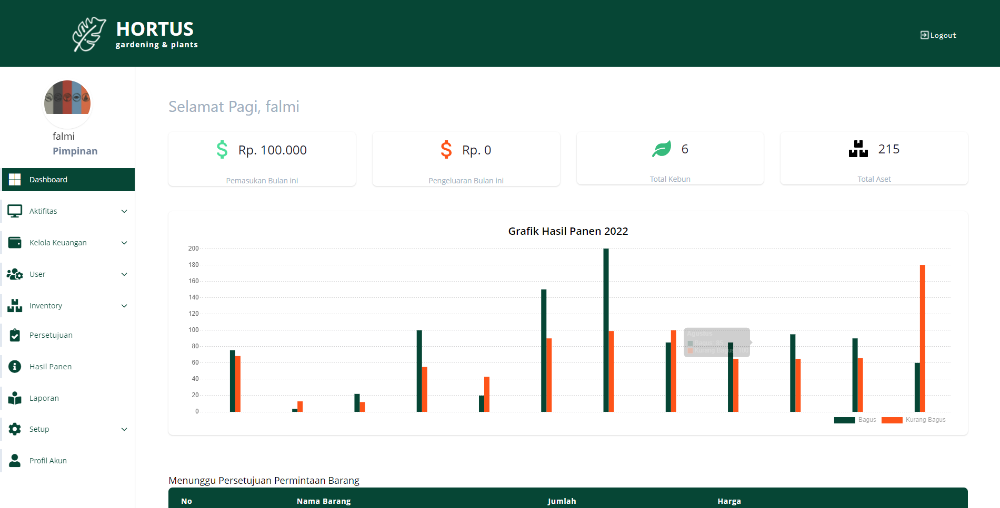 HORTUS
gardening & plants
Logout
falmi
Pimpinan
Dashboard
Aktifitas
Kelola Keuangan
User
Inventory
Persetujuan
Hasil Panen
Laporan
Setup
Profil Akun
Selamat Pagi, falmi
Rp. 100.000
Pemasukan Bulan ini
Rp. 0
Pengeluaran Bulan ini
6
Total Kebun
215
Total Aset
Grafik Hasil Panen 2022
200
180
160
140
120
100
80
60
40
20
0
Agustus
Bagus: 85
Kurang Bagus: 100
Bagus
Kurang Bagus
Menunggu Persetujuan Permintaan Barang
No Nama Barang Jumlah Harga